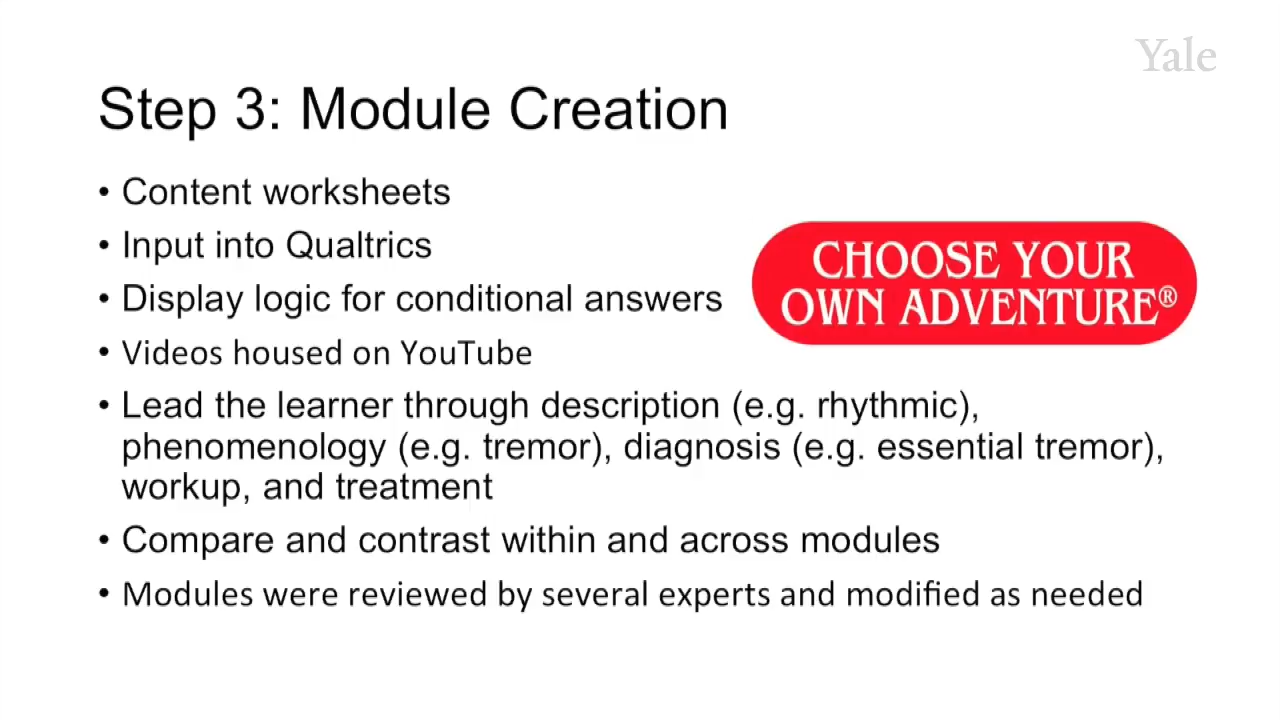 Yale
Step 3: Module Creation
• Content worksheets
• Input into Qualtrics
• Display logic for conditional answers
CHOOSE YOUR
OWN ADVENTURE®
• Videos housed on YouTube
• Lead the learner through description (e.g. rhythmic),
phenomenology (e.g. tremor), diagnosis (e.g. essential tremor),
workup, and treatment
• Compare and contrast within and across modules
• Modules were reviewed by several experts and modified as needed